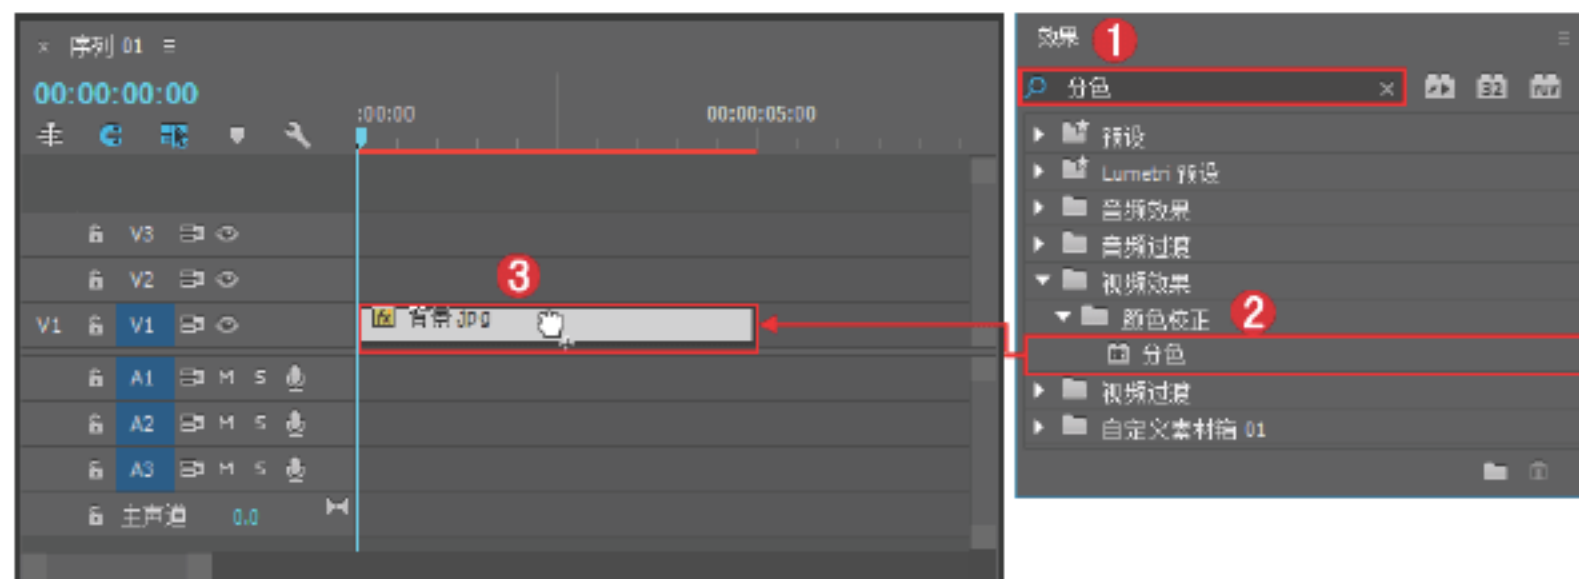 序列 01
00:00:00:00
:00:00
00:00:05:00
V3
V2
3
V1 V1
背景.jpg
A1 M S
A2 M S
A3 M S
主声道 0.0
效果 1
分色
32
YUV
预设
Lumetri 预设
音频效果
音频过渡
视频效果
颜色校正 2
分色
视频过渡
自定义素材箱 01